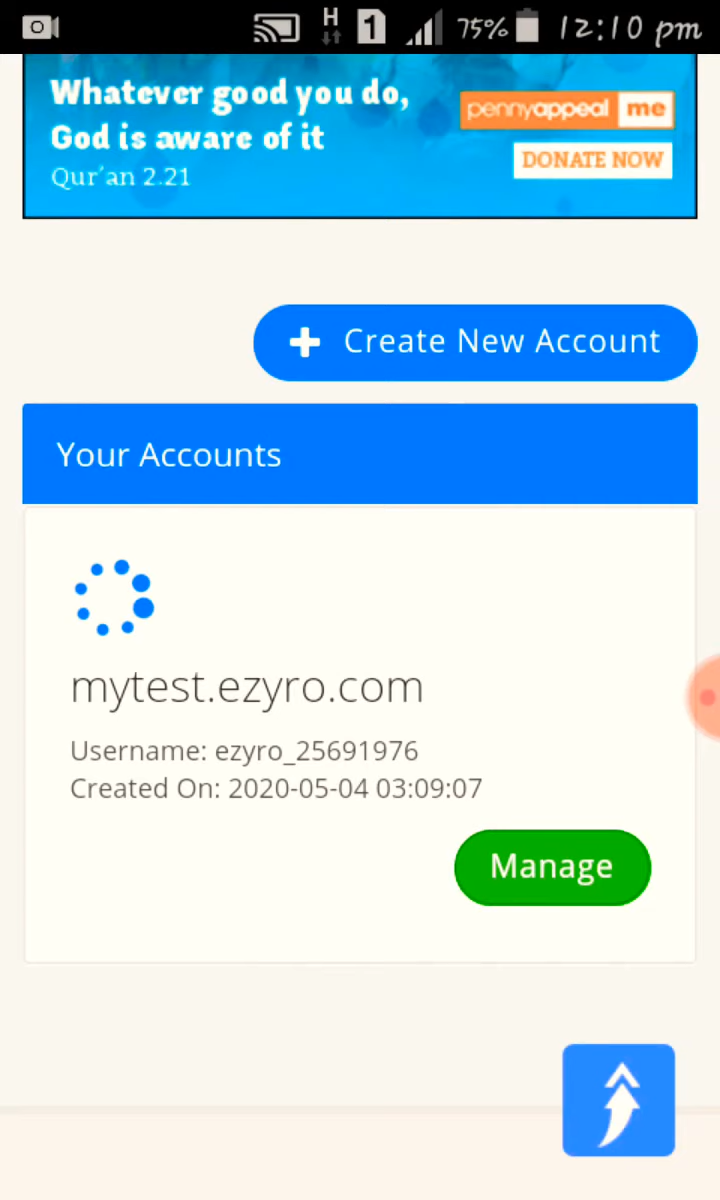 H 1 75% 12:10 pm
Whatever good you do,
God is aware of it
Qur'an 2.21
pennyappeal me
DONATE NOW
Create New Account
Your Accounts
mytest.ezyro.com
Username: ezyro_25691976
Created On: 2020-05-04 03:09:07
Manage